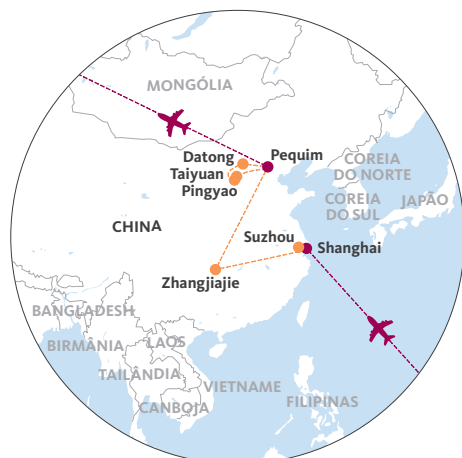 MONGÓLIA
Datong
Pequim
Taiyuan
Pingyao
COREIA
DO NORTE
COREIA
DO SUL
JAPÃO
CHINA
Suzhou
Shanghai
Zhangjiajie
BANGLADESH
BIRMÂNIA
LAOS
TAILÂNDIA
VIETNAME
CANBOJA
FILIPINAS